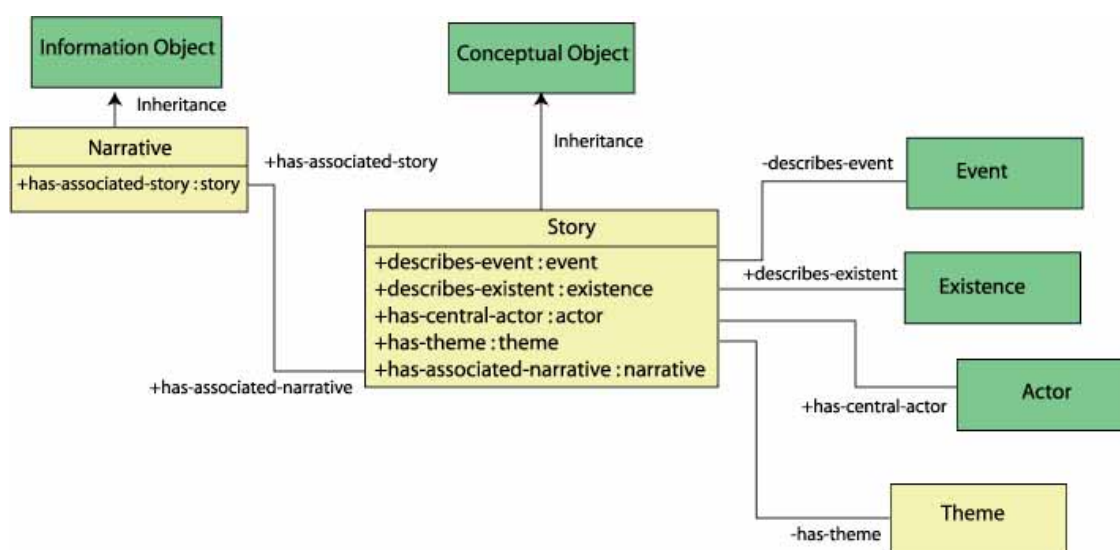 Information Object
Conceptual Object
Inheritance
Inheritance
Narrative
+has-associated-story : story
+has-associated-story
-describes-event
Event
Story
+describes-event : event
+describes-existent : existence
+has-central-actor : actor
+has-theme : theme
+has-associated-narrative : narrative
+describes-existent
Existence
+has-associated-narrative
+has-central-actor
Actor
Theme
-has-theme